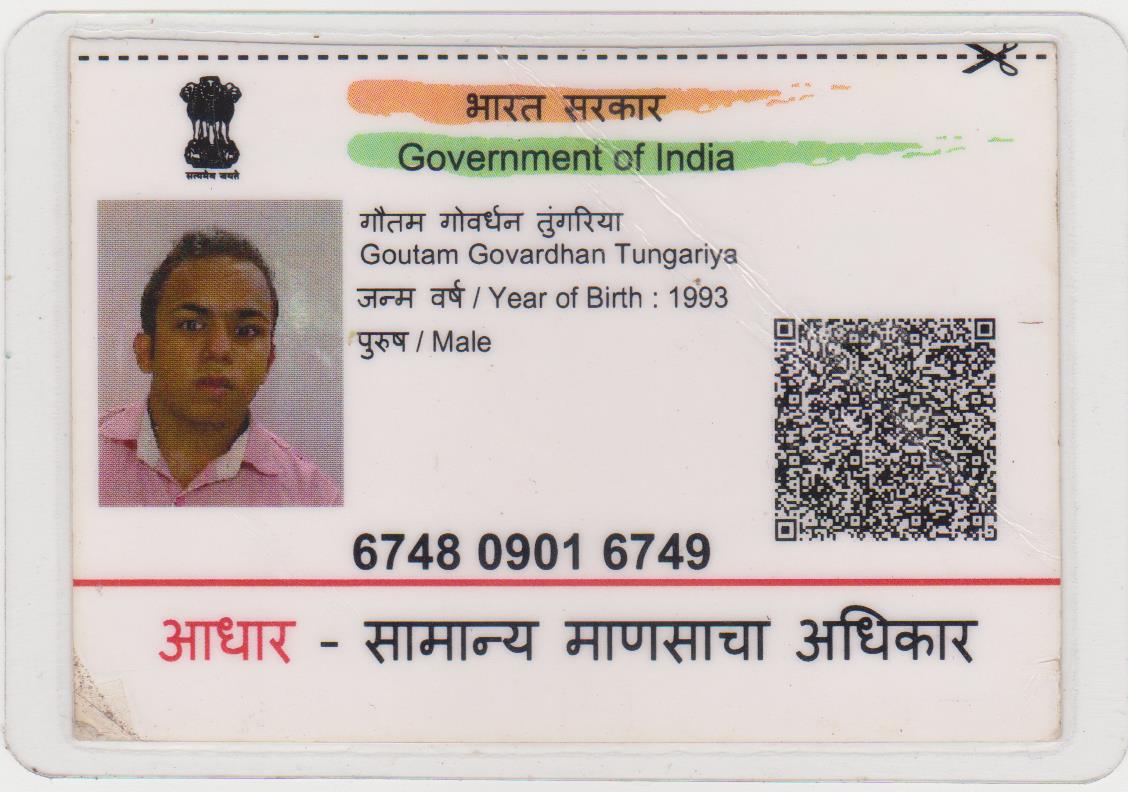 भारत सरकार
Government of India
सत्यमेव जयते
गौतम गोवर्धन तुंगरिया
Goutam Govardhan Tungariya
जन्म वर्ष / Year of Birth : 1993
पुरुष / Male
6748 0901 6749
आधार - सामान्य माणसाचा अधिकार